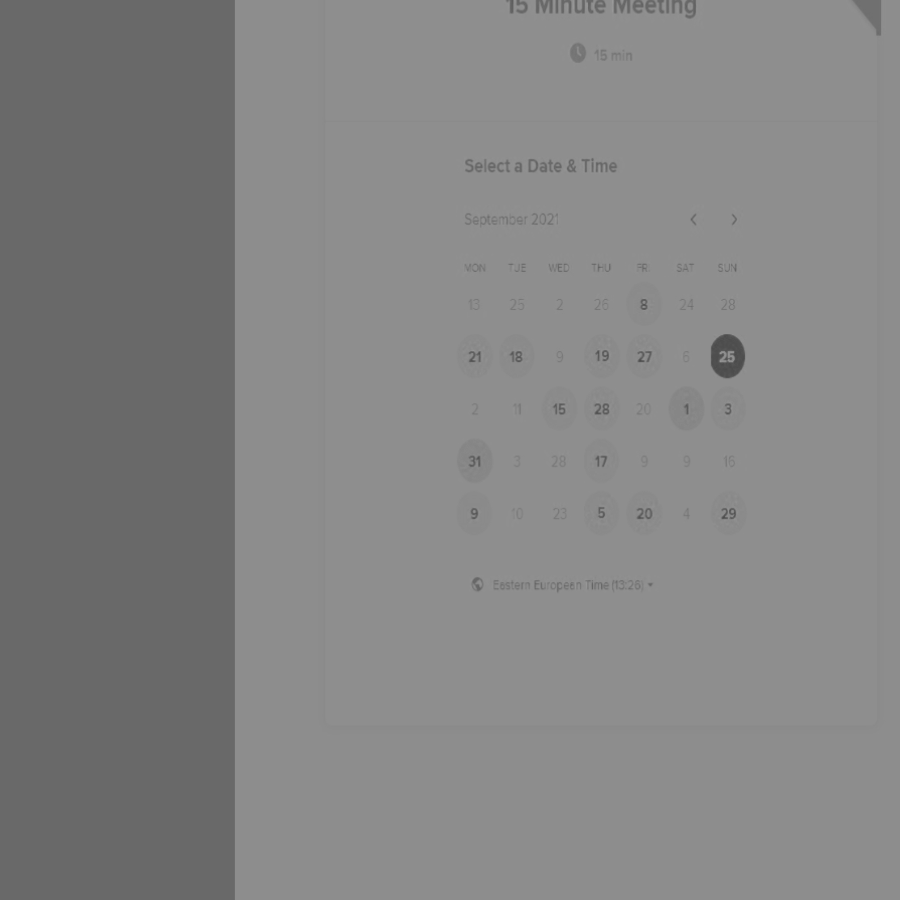 15 Minute Meeting
15 min
Select a Date & Time
September 2021
MON TUE WED THU FRI SAT SUN
13 25 2 26 8 24 28
21 18 9 19 27 6 25
2 11 15 28 20 1 3
31 3 28 17 9 9 16
9 10 23 5 20 4 29
Eastern European Time (13:26)